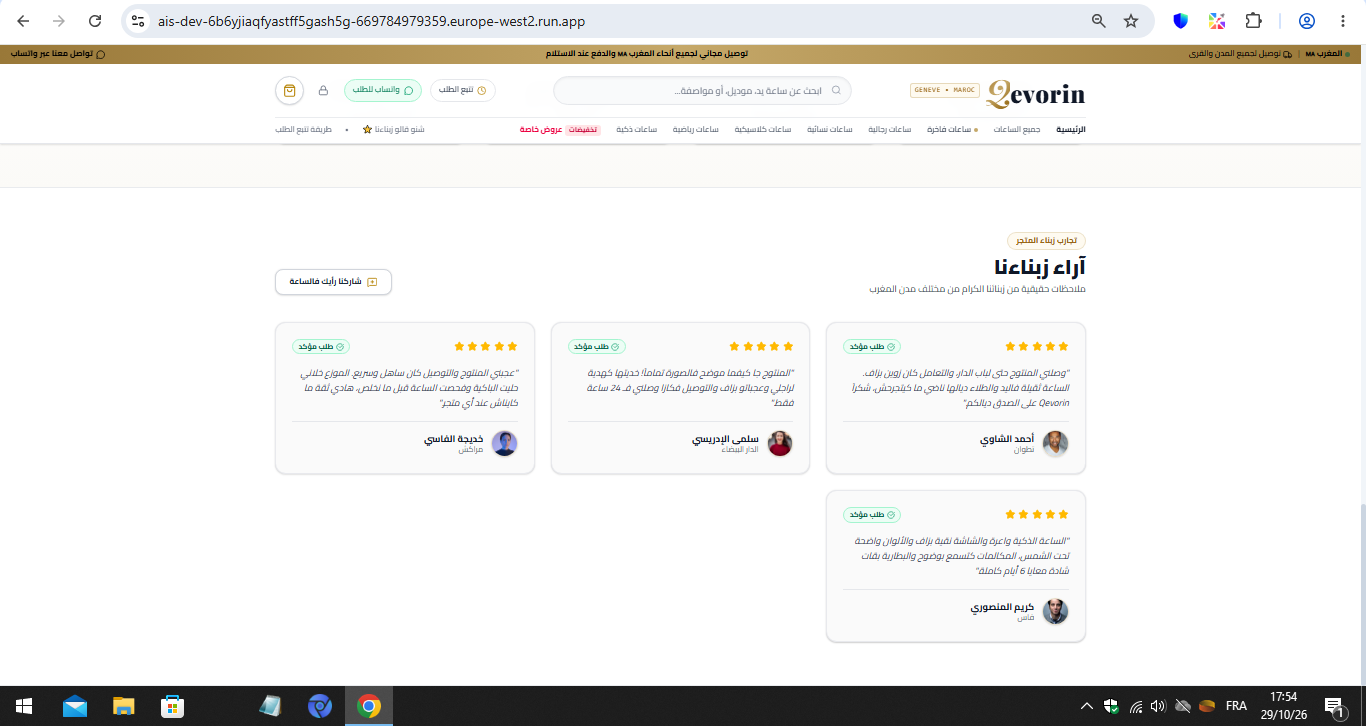 ais-dev-6b6yjiaqfyastff5gash5g-669784979359.europe-west2.run.app
المغرب MA | توصيل لجميع المدن والقرى
توصيل مجاني لجميع أنحاء المغرب MA والدفع عند الاستلام
تواصل معنا عبر واتساب
Qevorin
GENEVE • MAROC
ابحث عن ساعة يد، موديل، أو مواصفة...
تتبع الطلب
واتساب للطلب
الرئيسية
جميع الساعات
ساعات فاخرة
ساعات رجالية
ساعات نسائية
ساعات كلاسيكية
ساعات رياضية
ساعات ذكية
تخفيضات عروض خاصة
شنو قالو زبناءنا
•
طريقة تتبع الطلب
تجارب زبناء المتجر
آراء زبناءنا
ملاحظات حقيقية من زبنائنا الكرام من مختلف مدن المغرب
شاركنا رأيك فالساعة
طلب مؤكد
"وصلني المنتوج حتى لباب الدار، والتعامل كان زوين بزاف.
الساعة ثقيلة فاليد والطلاء ديالها ناضي ما كيتجرحش، شكراً
Qevorin على الصدق ديالكم"
أحمد الشاوي
تطوان
طلب مؤكد
"المنتوج جا كيفما موضح فالصورة تماماً! خديتها كهدية
لراجلي وعجباتو بزاف والتوصيل فكازا وصلني فـ 24 ساعة
فقط"
سلمى الإدريسي
الدار البيضاء
طلب مؤكد
"عجبني المنتوج والتوصيل كان ساهل وسريع. الموزع خلاني
حليت الباكية وفحصت الساعة قبل ما نخلص، هادي ثقة ما
كايناش عند أي متجر"
خديجة الفاسي
مراكش
طلب مؤكد
"الساعة الذكية واعرة والشاشة نقية بزاف والألوان واضحة
تحت الشمس، المكالمات كتسمع بوضوح والبطارية بقات
شادة معايا 6 أيام كاملة"
كريم المنصوري
فاس
FRA
17:54
29/10/26
1